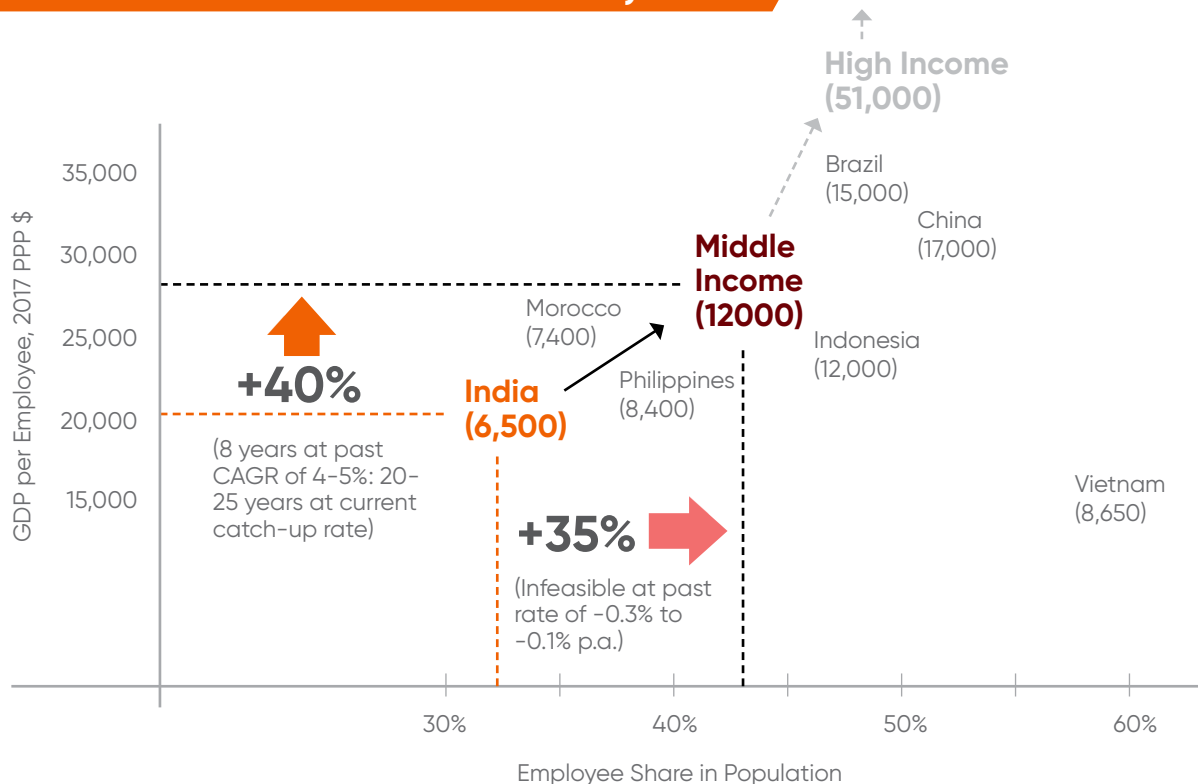 High Income
(51,000)
Brazil
(15,000)
China
(17,000)
35,000
30,000
25,000
20,000
15,000
GDP per Employee, 2017 PPP $
Middle
Income
(12000)
Morocco
(7,400)
Indonesia
(12,000)
Philippines
(8,400)
India
(6,500)
+40%
(8 years at past
CAGR of 4-5%: 20-
25 years at current
catch-up rate)
Vietnam
(8,650)
+35%
(Infeasible at past
rate of -0.3% to
-0.1% p.a.)
30%
40%
50%
60%
Employee Share in Population